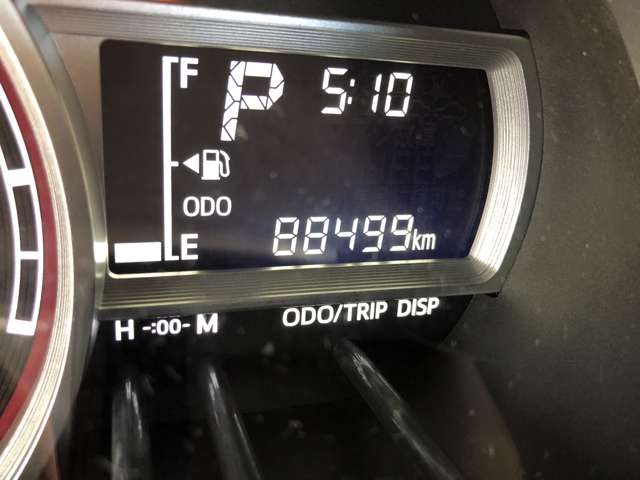 F P 5:10
ODO
E 88499km
H -:00- M ODO/TRIP DISP